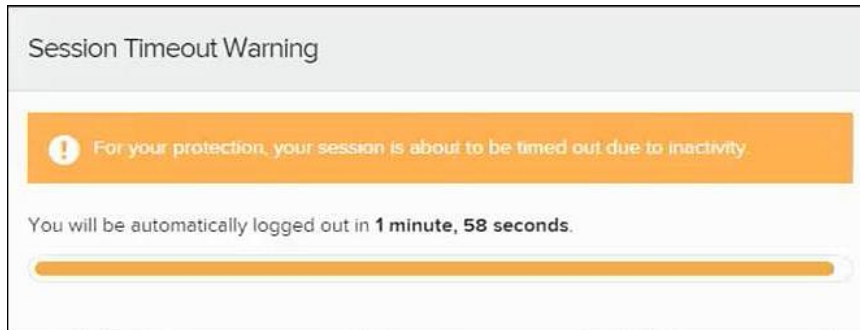 Session Timeout Warning
For your protection, your session is about to be timed out due to inactivity.
You will be automatically logged out in 1 minute, 58 seconds.